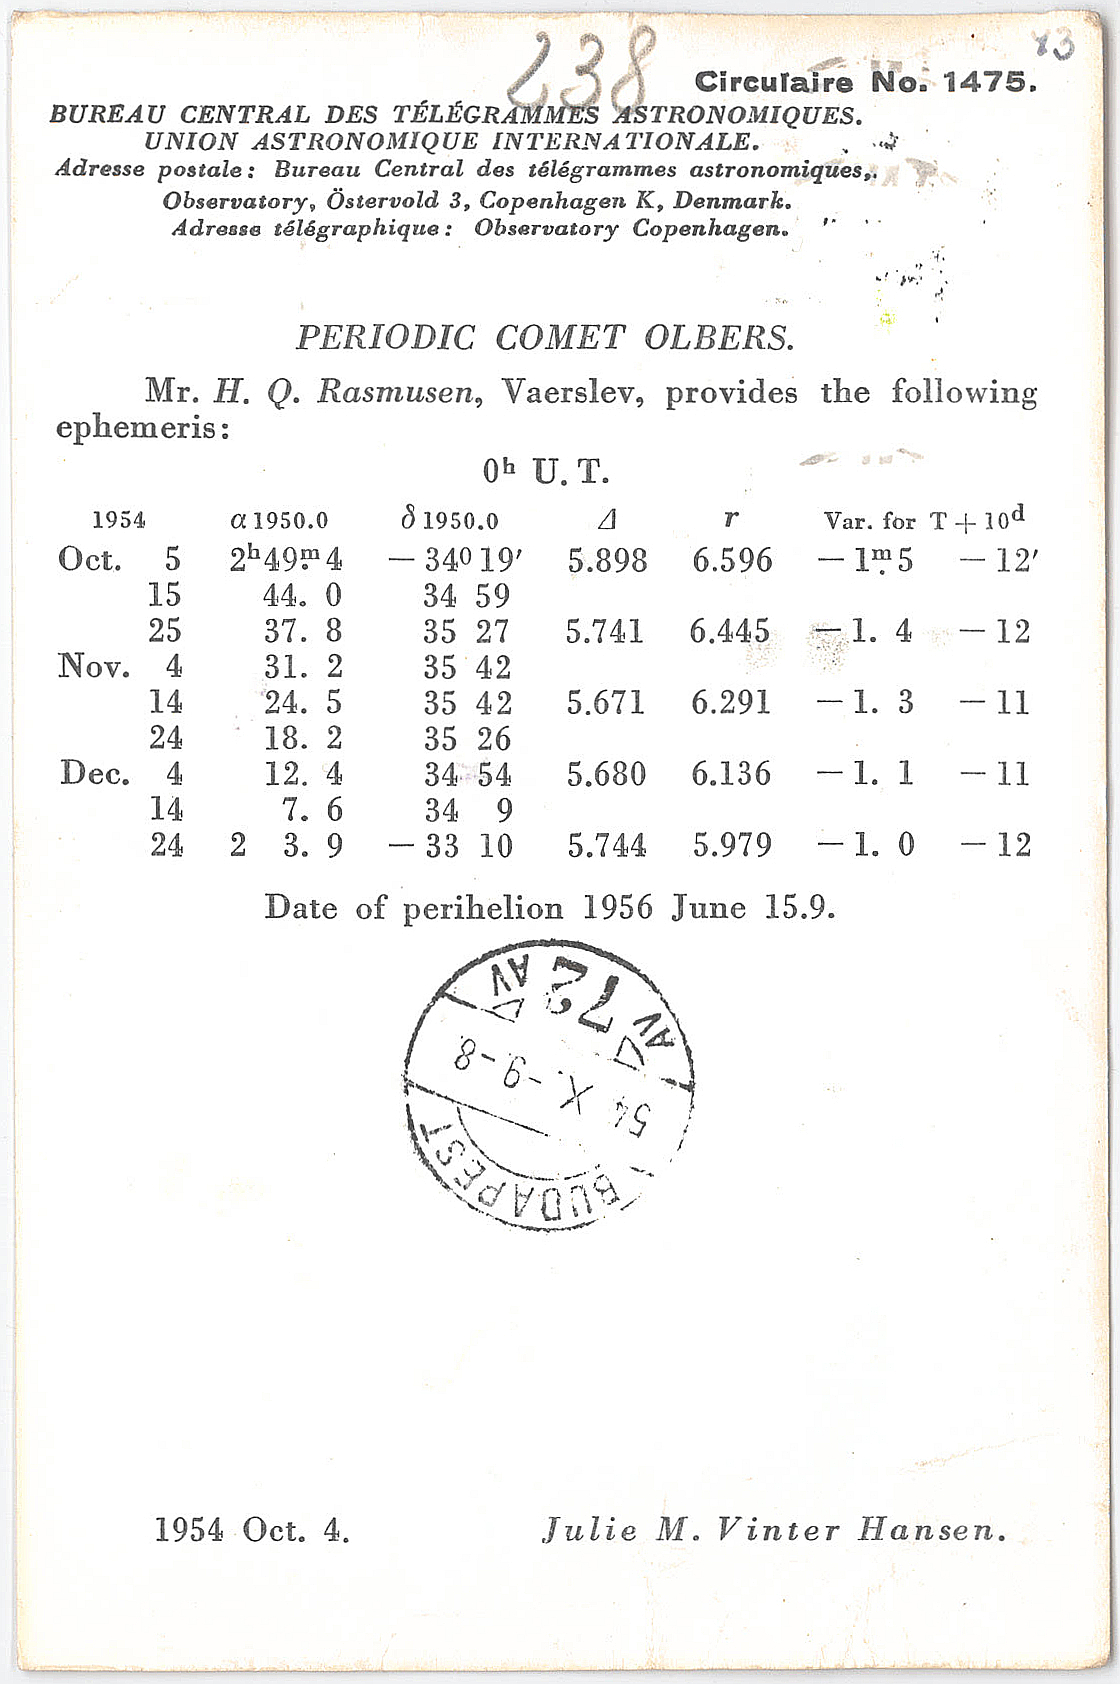 238
13
Circulaire No. 1475.
BUREAU CENTRAL DES TÉLÉGRAMMES ASTRONOMIQUES.
UNION ASTRONOMIQUE INTERNATIONALE.
Adresse postale: Bureau Central des télégrammes astronomiques,
Observatory, Östervold 3, Copenhagen K, Denmark.
Adresse télégraphique: Observatory Copenhagen.
PERIODIC COMET OLBERS.
Mr. H. Q. Rasmusen, Vaerslev, provides the following
ephemeris:
0ʰ U.T.
1954 α 1950.0 δ 1950.0 Δ r Var. for T + 10ᵈ
Oct. 5 2ʰ49ᵐ.4 — 34° 19′ 5.898 6.596 — 1ᵐ.5 — 12′
15 44. 0 34 59
25 37. 8 35 27 5.741 6.445 — 1. 4 — 12
Nov. 4 31. 2 35 42
14 24. 5 35 42 5.671 6.291 — 1. 3 — 11
24 18. 2 35 26
Dec. 4 12. 4 34 54 5.680 6.136 — 1. 1 — 11
14 7. 6 34 9
24 2 3. 9 — 33 10 5.744 5.979 — 1. 0 — 12
Date of perihelion 1956 June 15.9.
BUDAPEST
54 X.-9-8
AV 72 AV
1954 Oct. 4.
Julie M. Vinter Hansen.